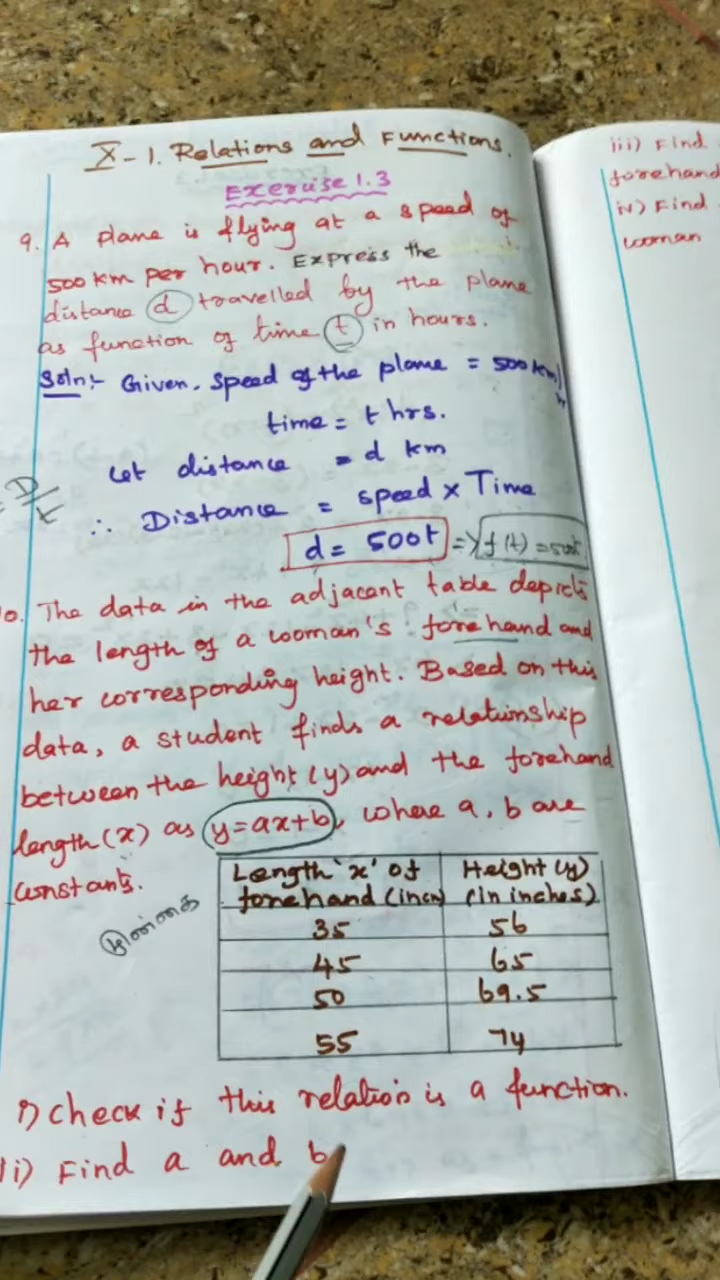 X-1. Relations and Functions.
Exercise 1.3
9. A plane is flying at a speed of
500 km per hour. Express the
distance d travelled by the plane
as function of time t in hours.
Soln:- Given, Speed of the plane = 500 km/hr
time = t hrs.
Let distance = d km
= D/t
∴ Distance = speed x Time
d = 500t => f(t) = 500t
10. The data in the adjacent table depicts
the length of a woman's forehand and
her corresponding height. Based on this
data, a student finds a relationship
between the height (y) and the forehand
length (x) as y=ax+b, where a, b are
constants.
Length 'x' of forehand (in cm) Height (y) (in inches)
முன்கை
35 56
45 65
50 69.5
55 74
i) check if this relation is a function.
ii) Find a and b
iii) Find
forehand
iv) Find
woman